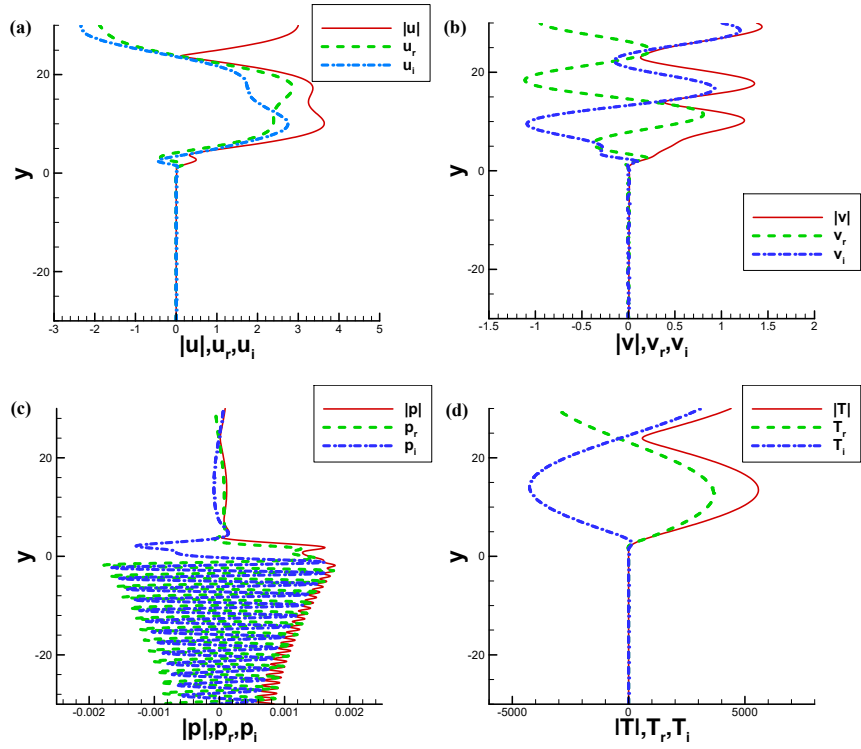 (a)
|u|
u_r
u_i
20
0
-20
y
-3 -2 -1 0 1 2 3 4 5
|u|,u_r,u_i
(b)
|v|
v_r
v_i
20
0
-20
y
-1.5 -1 -0.5 0 0.5 1 1.5 2
|v|,v_r,v_i
(c)
|p|
p_r
p_i
20
0
-20
y
-0.002 -0.001 0 0.001 0.002
|p|,p_r,p_i
(d)
|T|
T_r
T_i
20
0
-20
y
-5000 0 5000
|T|,T_r,T_i